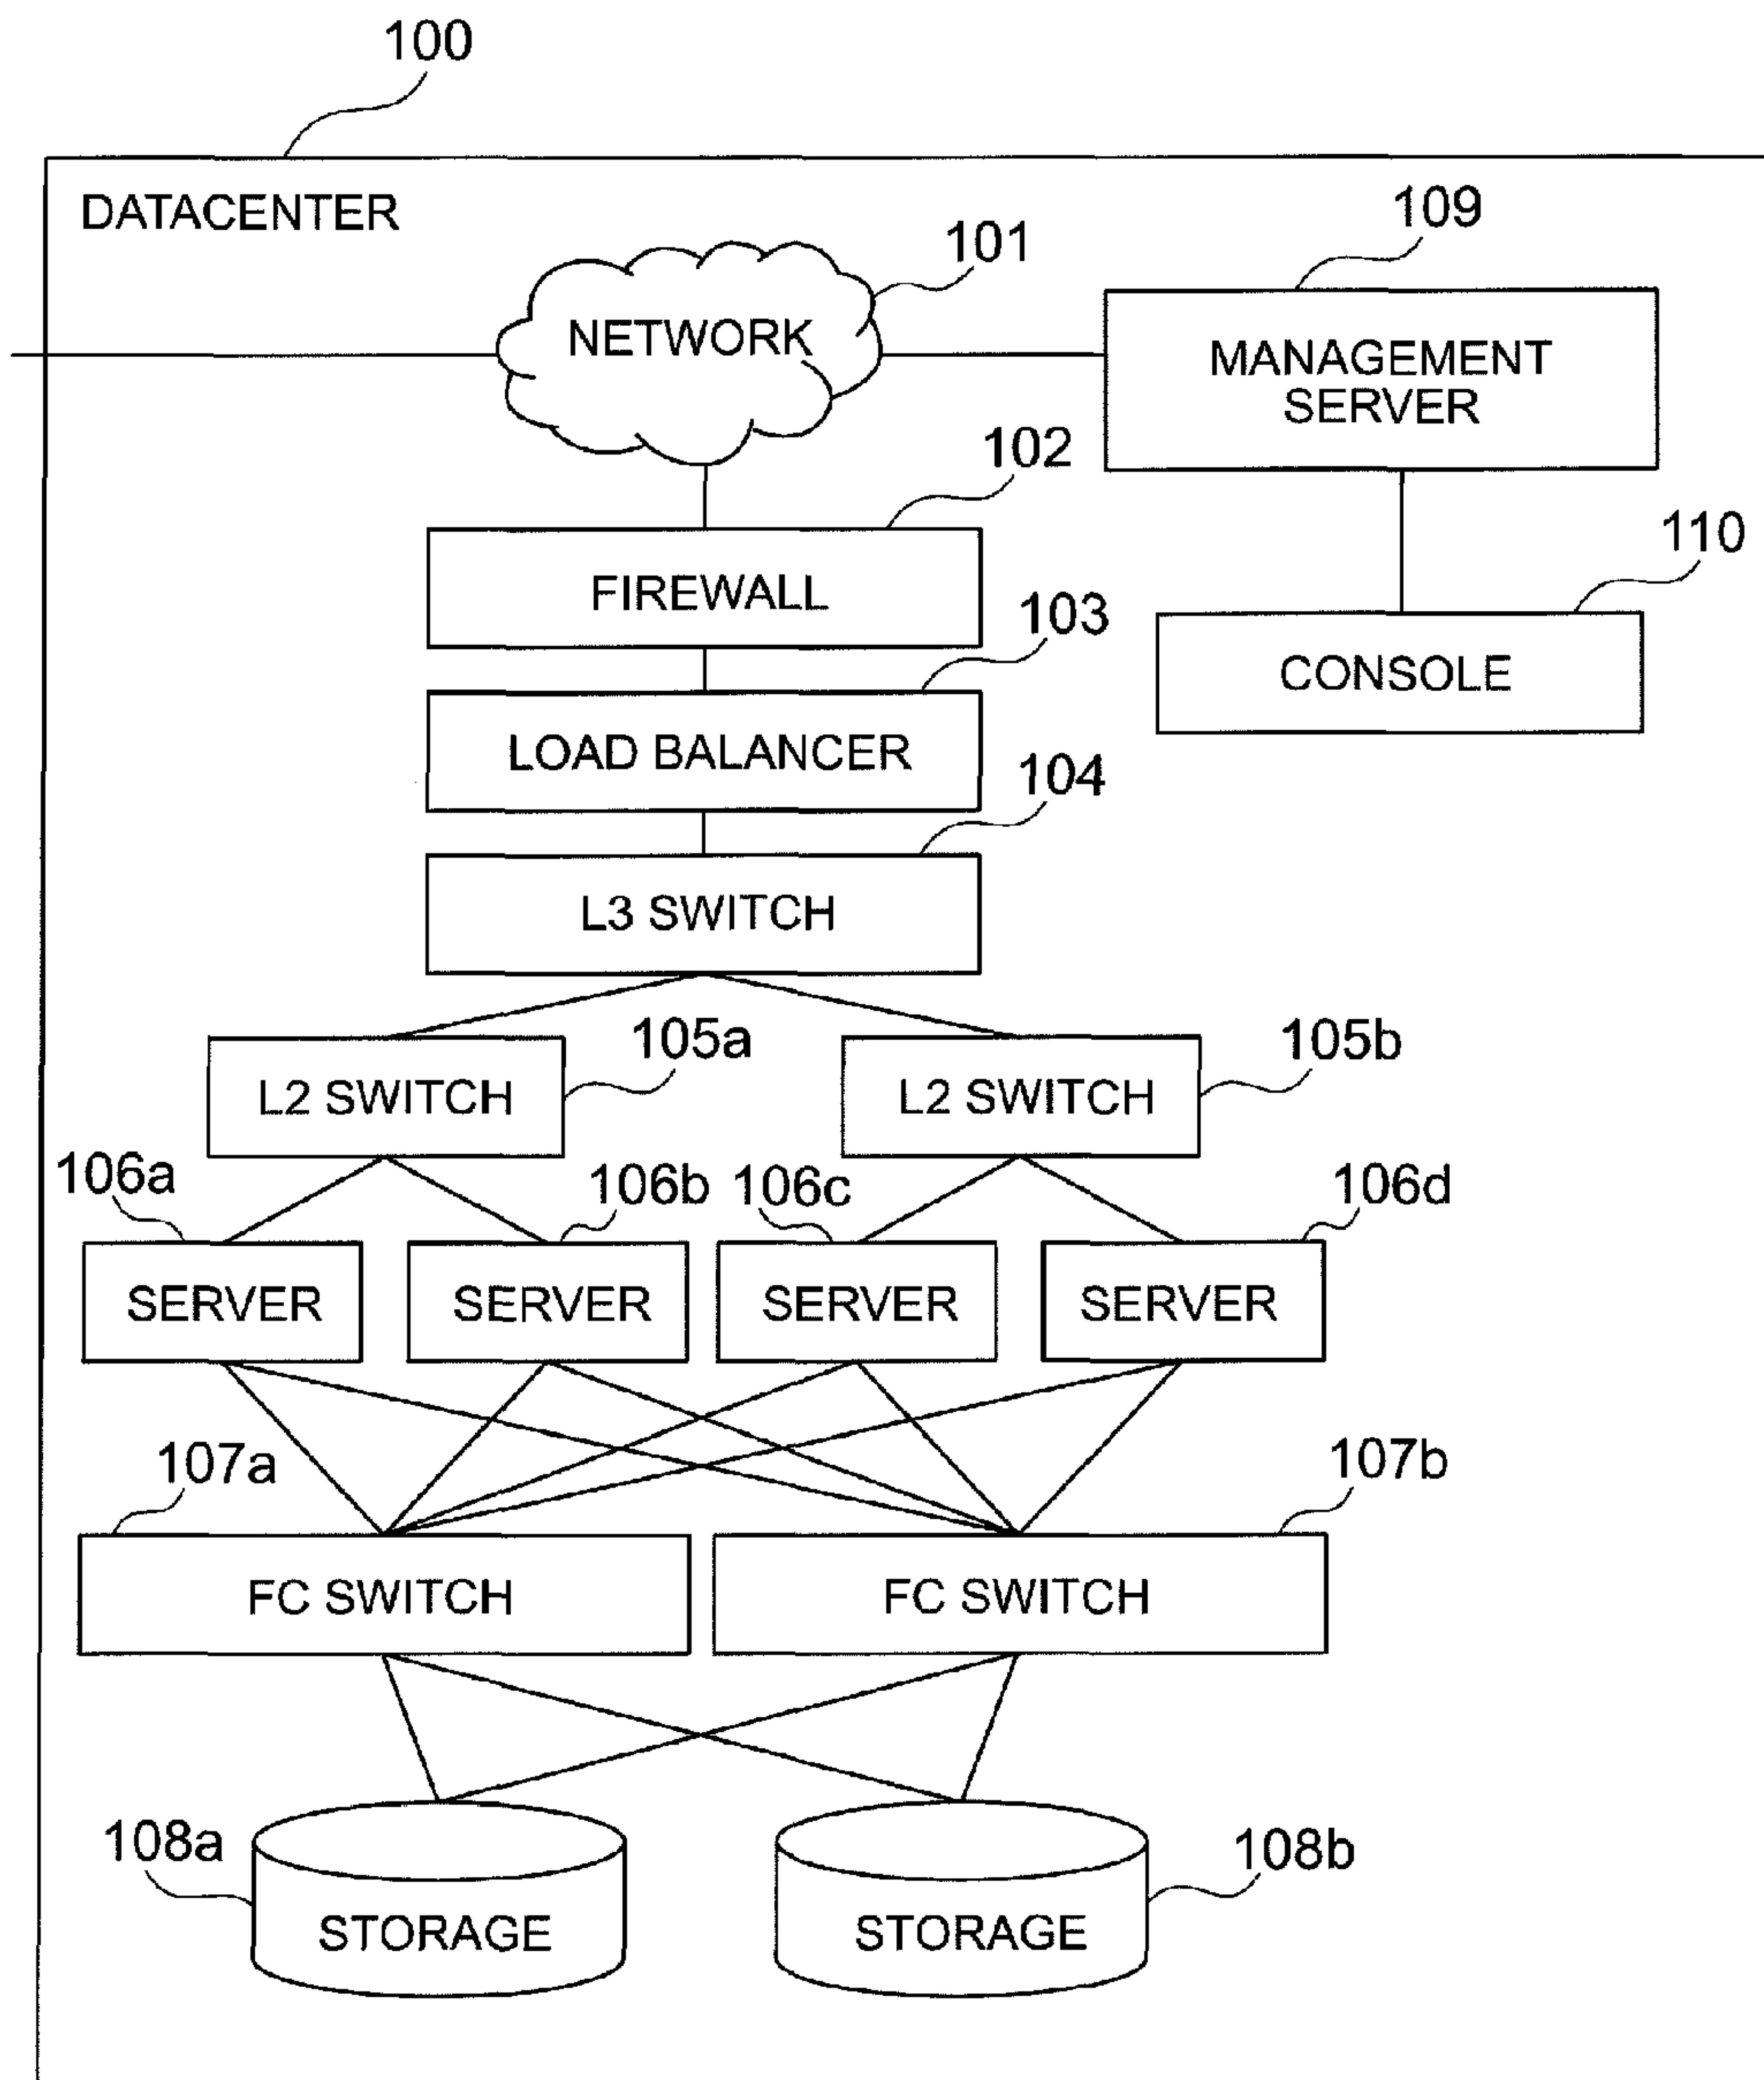 100
DATACENTER
109
101
NETWORK
MANAGEMENT
SERVER
102
110
FIREWALL
103
CONSOLE
LOAD BALANCER
104
L3 SWITCH
105a
105b
L2 SWITCH
L2 SWITCH
106a
106b
106c
106d
SERVER
SERVER
SERVER
SERVER
107a
107b
FC SWITCH
FC SWITCH
108a
108b
STORAGE
STORAGE